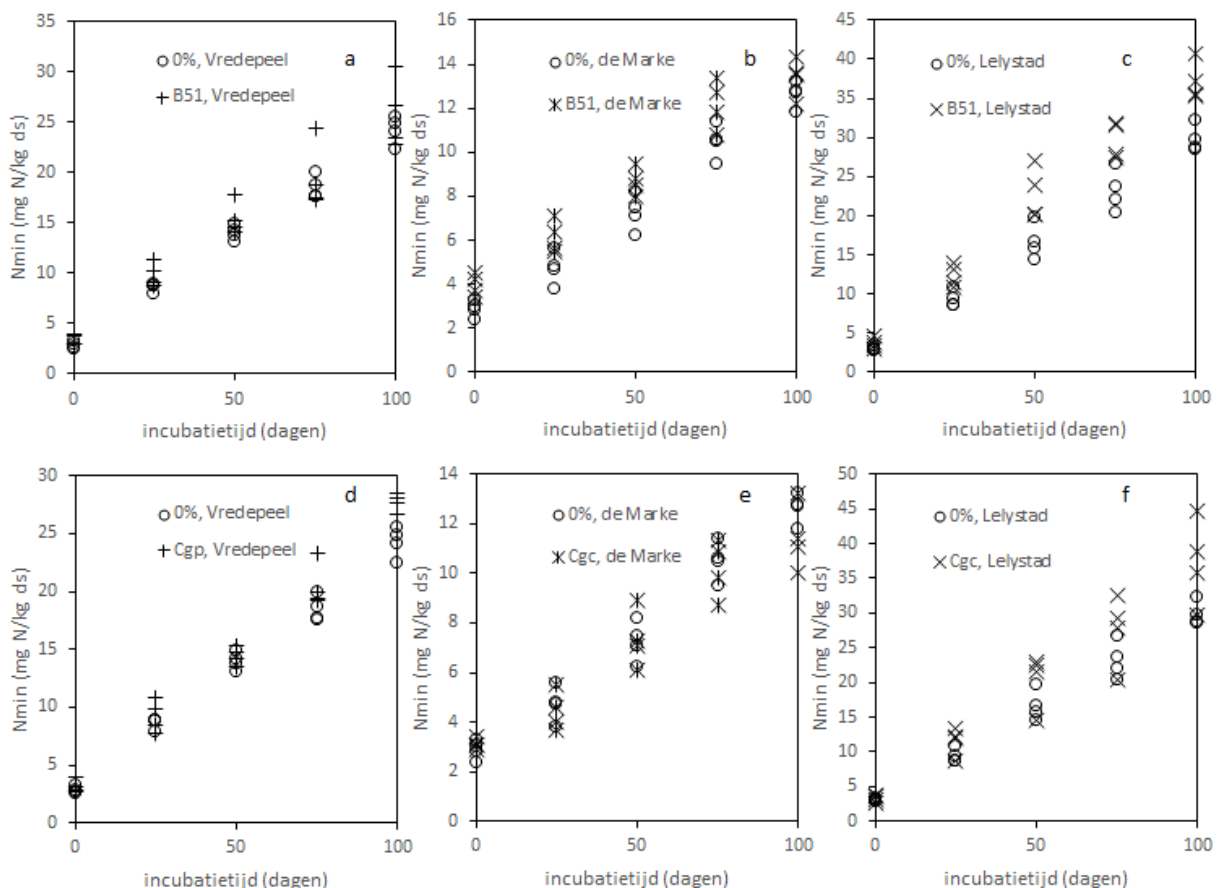 a
Nmin (mg N/kg ds)
35
30
25
20
15
10
5
0
0%, Vredepeel
B51, Vredepeel
0
50
100
incubatietijd (dagen)
b
Nmin (mg N/kg ds)
16
14
12
10
8
6
4
2
0
0%, de Marke
B51, de Marke
0
50
100
incubatietijd (dagen)
c
Nmin (mg N/kg ds)
45
40
35
30
25
20
15
10
5
0
0%, Lelystad
B51, Lelystad
0
50
100
incubatietijd (dagen)
d
Nmin (mg N/kg ds)
30
25
20
15
10
5
0
0%, Vredepeel
Cgp, Vredepeel
0
50
100
incubatietijd (dagen)
e
Nmin (mg N/kg ds)
14
12
10
8
6
4
2
0
0%, de Marke
Cgc, de Marke
0
50
100
incubatietijd (dagen)
f
Nmin (mg N/kg ds)
50
45
40
35
30
25
20
15
10
5
0
0%, Lelystad
Cgc, Lelystad
0
50
100
incubatietijd (dagen)